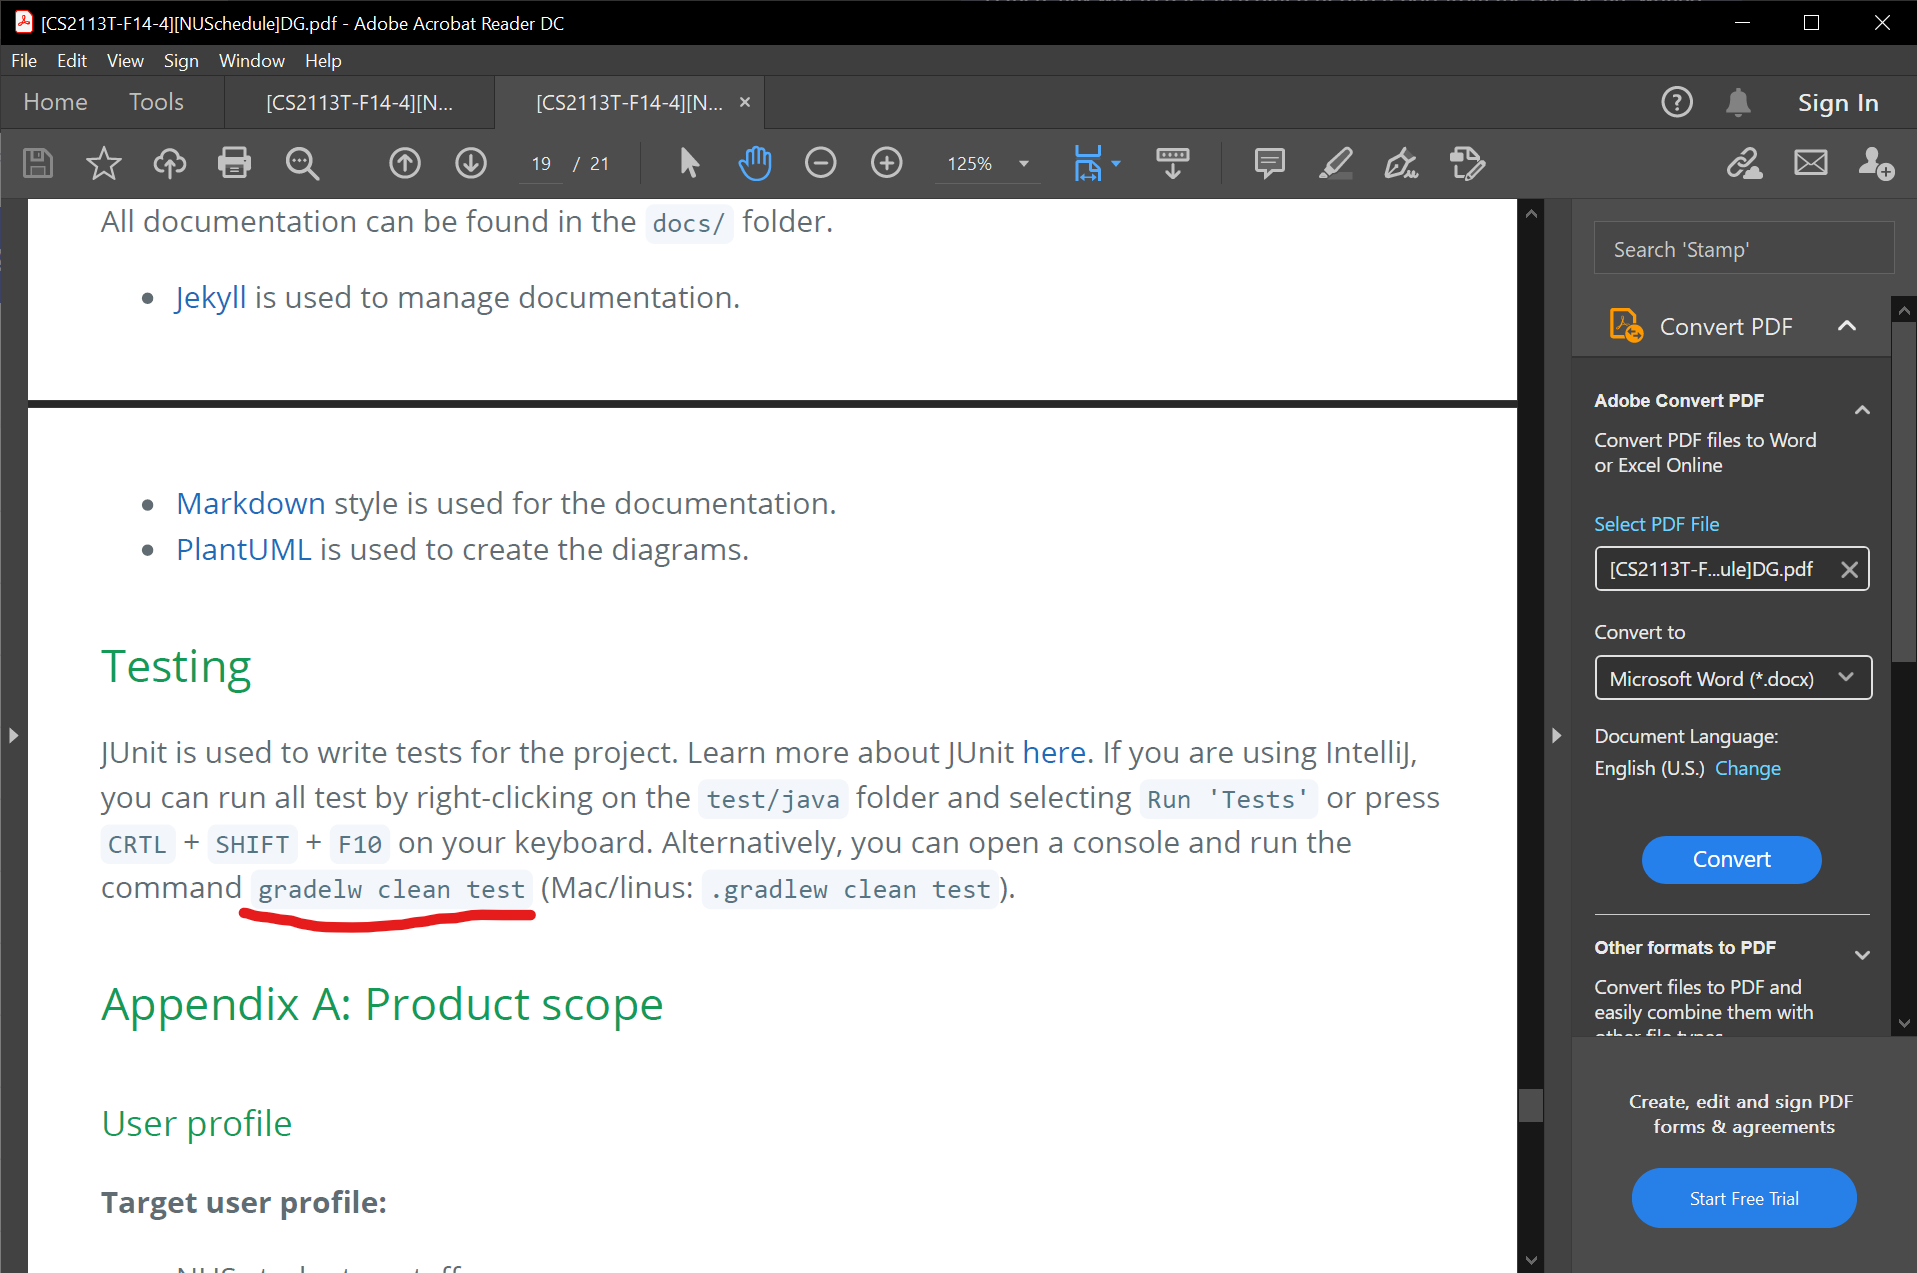 [CS2113T-F14-4][NUSchedule]DG.pdf - Adobe Acrobat Reader DC
File Edit View Sign Window Help
Home Tools [CS2113T-F14-4][N... [CS2113T-F14-4][N... Sign In
19 / 21 125%
All documentation can be found in the docs/ folder.
Jekyll is used to manage documentation.
Markdown style is used for the documentation.
PlantUML is used to create the diagrams.
Testing
JUnit is used to write tests for the project. Learn more about JUnit here. If you are using IntelliJ,
you can run all test by right-clicking on the test/java folder and selecting Run 'Tests' or press
CRTL + SHIFT + F10 on your keyboard. Alternatively, you can open a console and run the
command gradelw clean test (Mac/linus: .gradlew clean test).
Appendix A: Product scope
User profile
Target user profile:
Search 'Stamp'
Convert PDF
Adobe Convert PDF
Convert PDF files to Word
or Excel Online
Select PDF File
[CS2113T-F...ule]DG.pdf
Convert to
Microsoft Word (*.docx)
Document Language:
English (U.S.) Change
Convert
Other formats to PDF
Convert files to PDF and
easily combine them with
other file types
Create, edit and sign PDF
forms & agreements
Start Free Trial